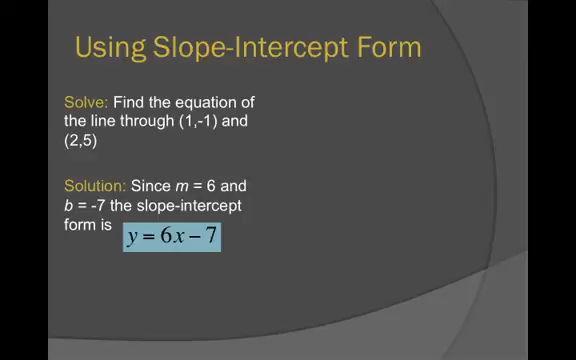 Using Slope-Intercept Form
Solve: Find the equation of
the line through (1,-1) and
(2,5)
Solution: Since m = 6 and
b = -7 the slope-intercept
form is y = 6x − 7